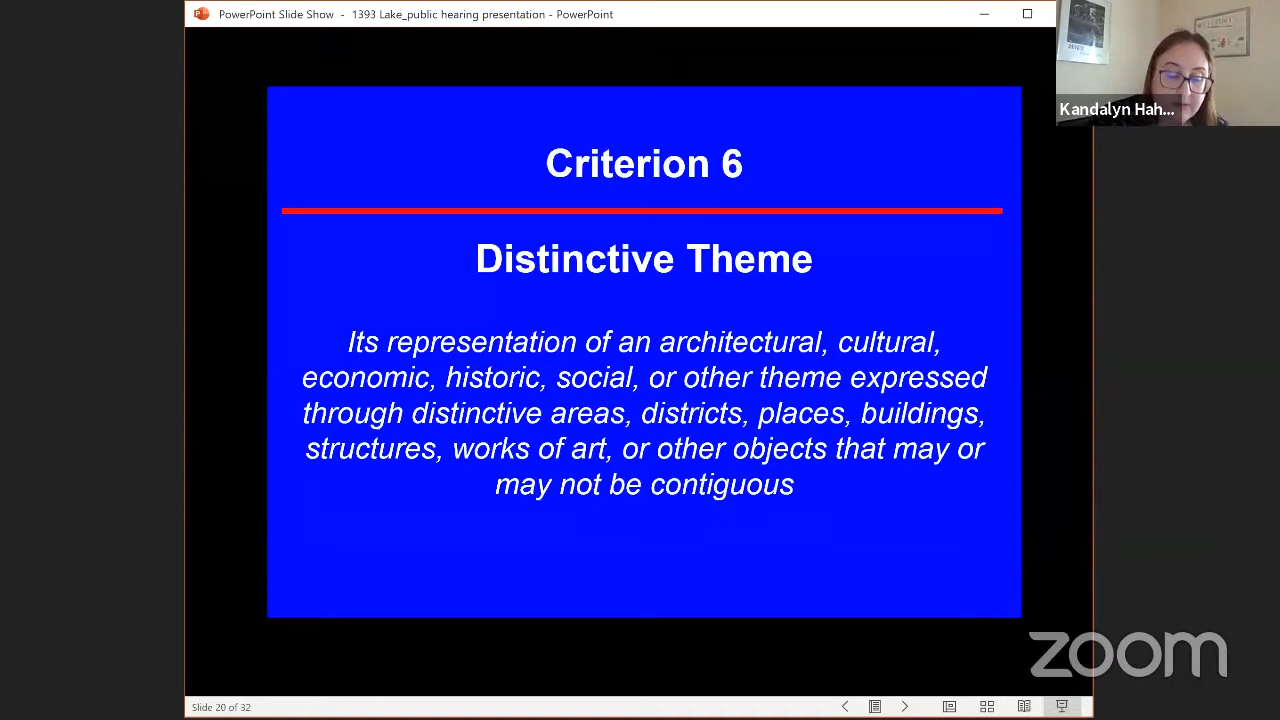 PowerPoint Slide Show - 1393 Lake_public hearing presentation - PowerPoint
Kandalyn Hah...
Criterion 6
Distinctive Theme
Its representation of an architectural, cultural,
economic, historic, social, or other theme expressed
through distinctive areas, districts, places, buildings,
structures, works of art, or other objects that may or
may not be contiguous
zoom
Slide 20 of 32